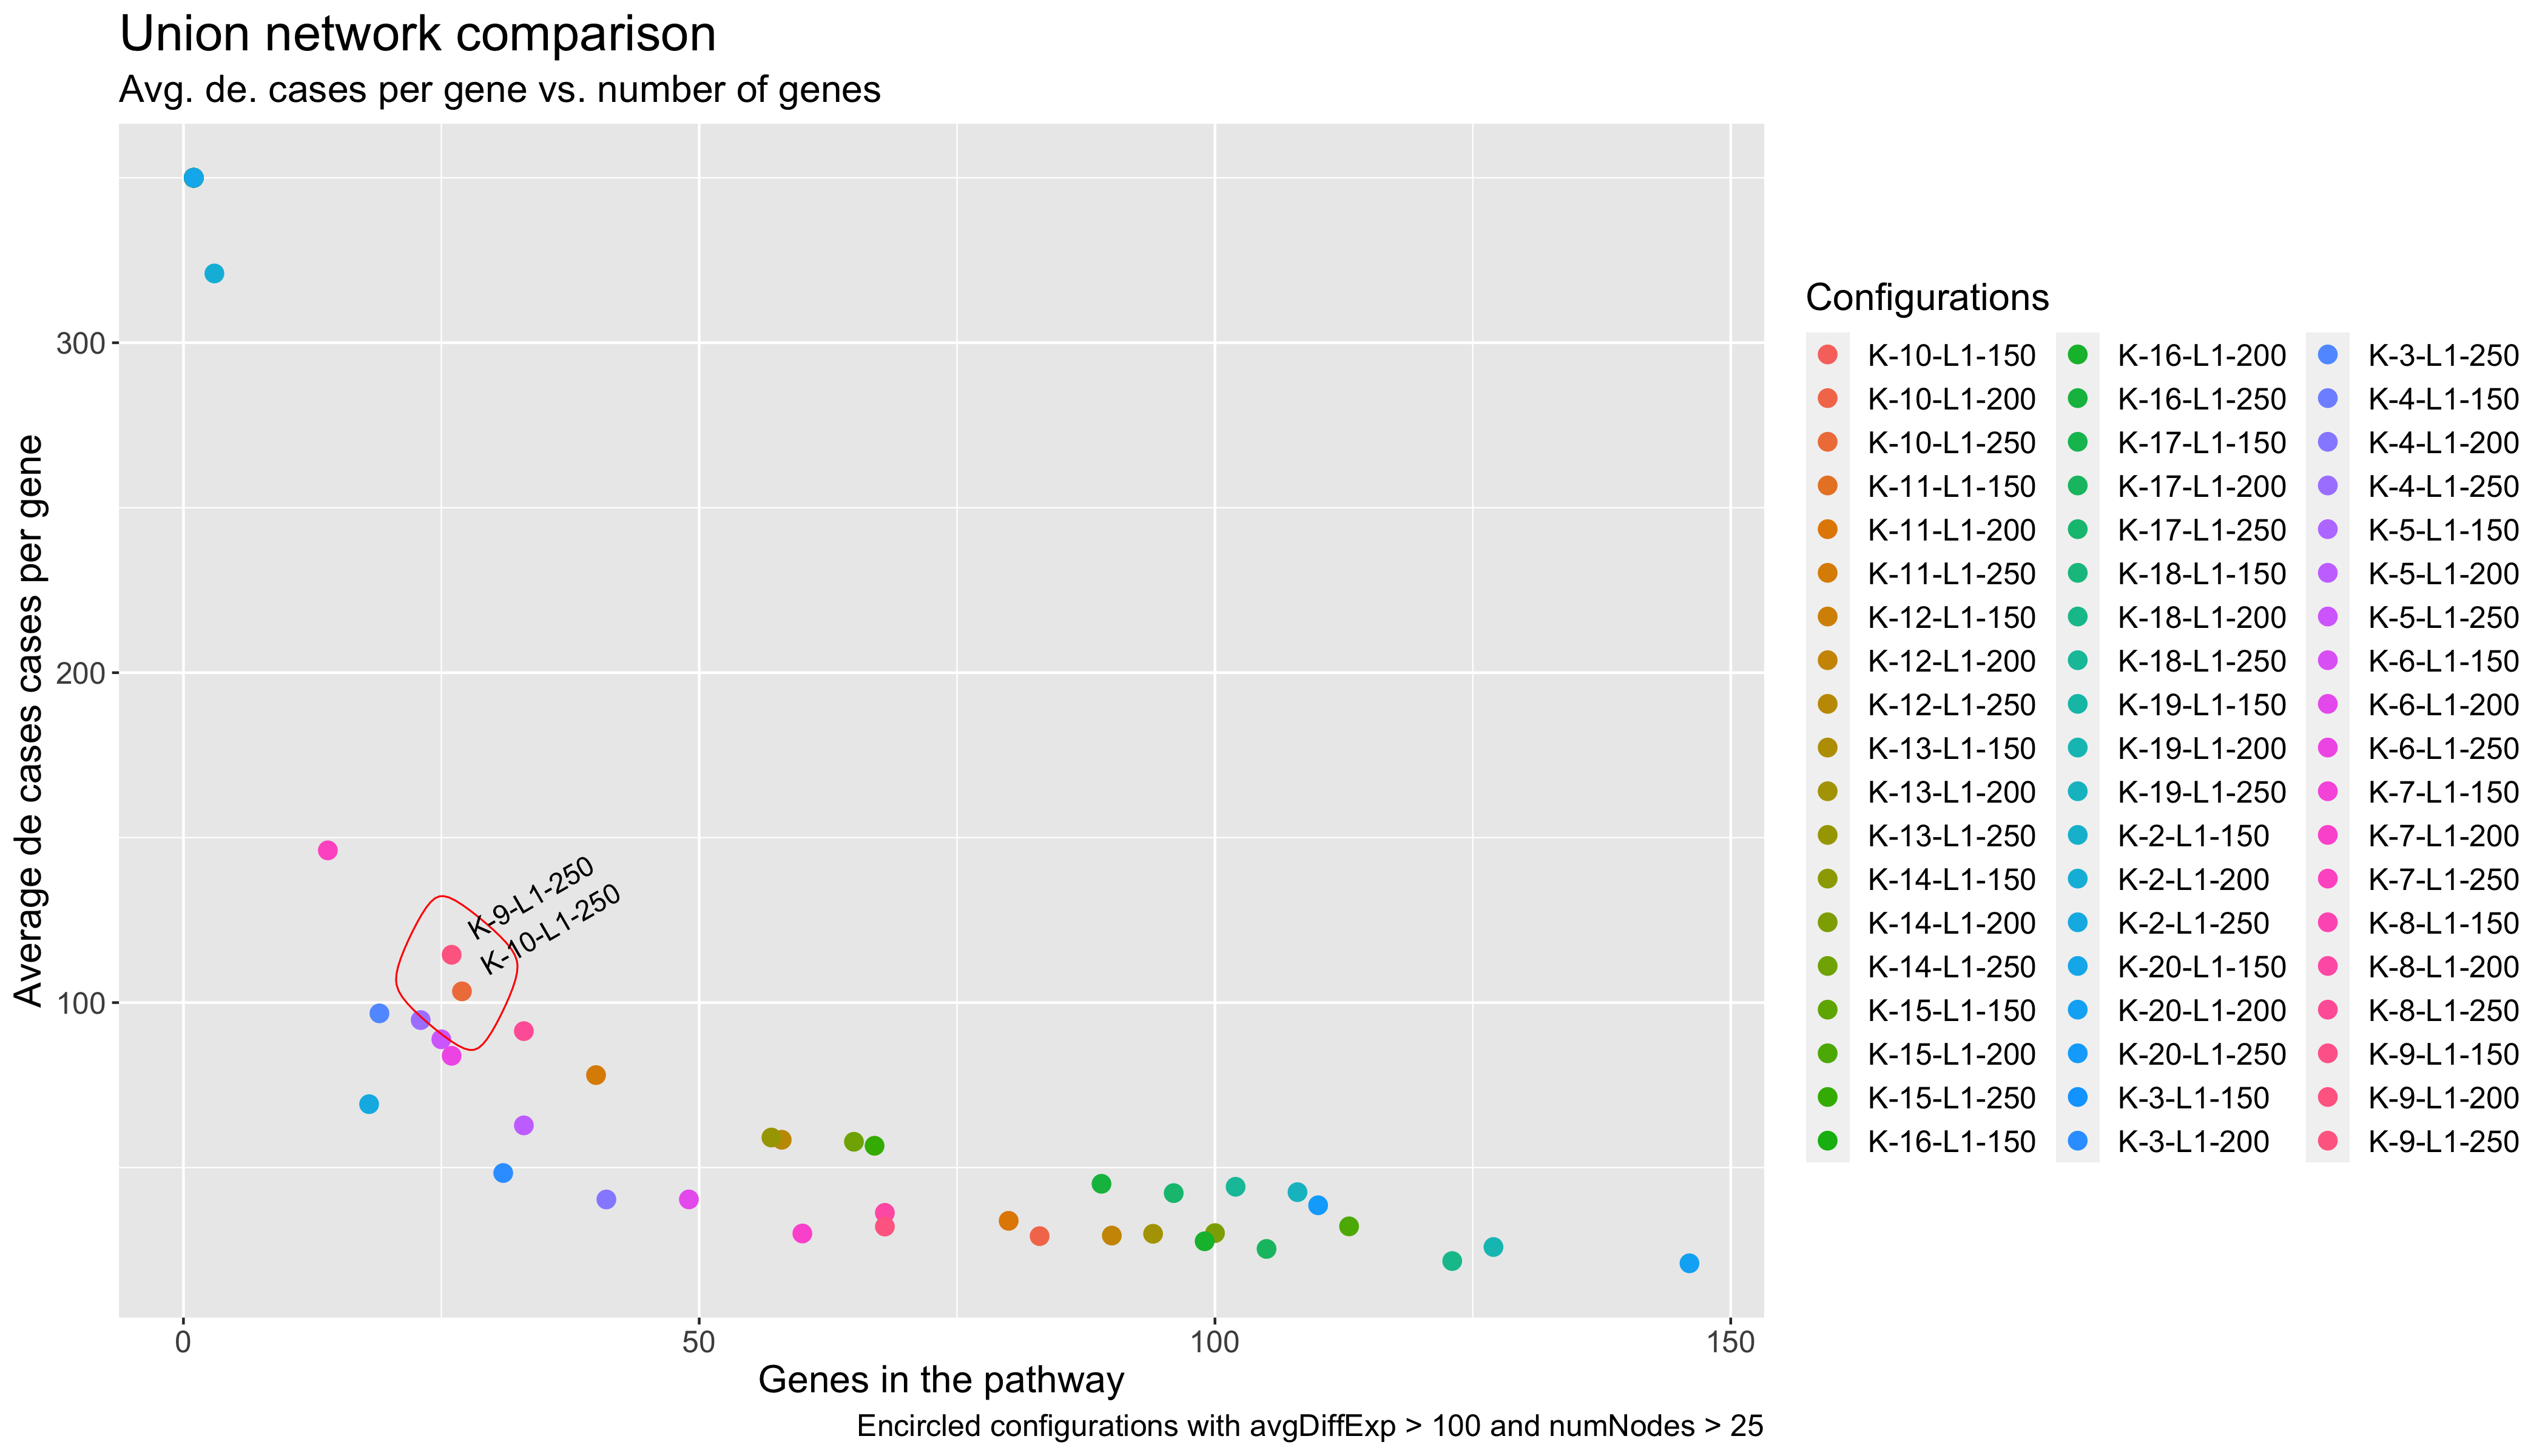 Union network comparison
Avg. de. cases per gene vs. number of genes
Average de cases cases per gene
300
200
100
K-9-L1-250
K-10-L1-250
0
50
100
150
Genes in the pathway
Encircled configurations with avgDiffExp > 100 and numNodes > 25
Configurations
K-10-L1-150
K-10-L1-200
K-10-L1-250
K-11-L1-150
K-11-L1-200
K-11-L1-250
K-12-L1-150
K-12-L1-200
K-12-L1-250
K-13-L1-150
K-13-L1-200
K-13-L1-250
K-14-L1-150
K-14-L1-200
K-14-L1-250
K-15-L1-150
K-15-L1-200
K-15-L1-250
K-16-L1-150
K-16-L1-200
K-16-L1-250
K-17-L1-150
K-17-L1-200
K-17-L1-250
K-18-L1-150
K-18-L1-200
K-18-L1-250
K-19-L1-150
K-19-L1-200
K-19-L1-250
K-2-L1-150
K-2-L1-200
K-2-L1-250
K-20-L1-150
K-20-L1-200
K-20-L1-250
K-3-L1-150
K-3-L1-200
K-3-L1-250
K-4-L1-150
K-4-L1-200
K-4-L1-250
K-5-L1-150
K-5-L1-200
K-5-L1-250
K-6-L1-150
K-6-L1-200
K-6-L1-250
K-7-L1-150
K-7-L1-200
K-7-L1-250
K-8-L1-150
K-8-L1-200
K-8-L1-250
K-9-L1-150
K-9-L1-200
K-9-L1-250